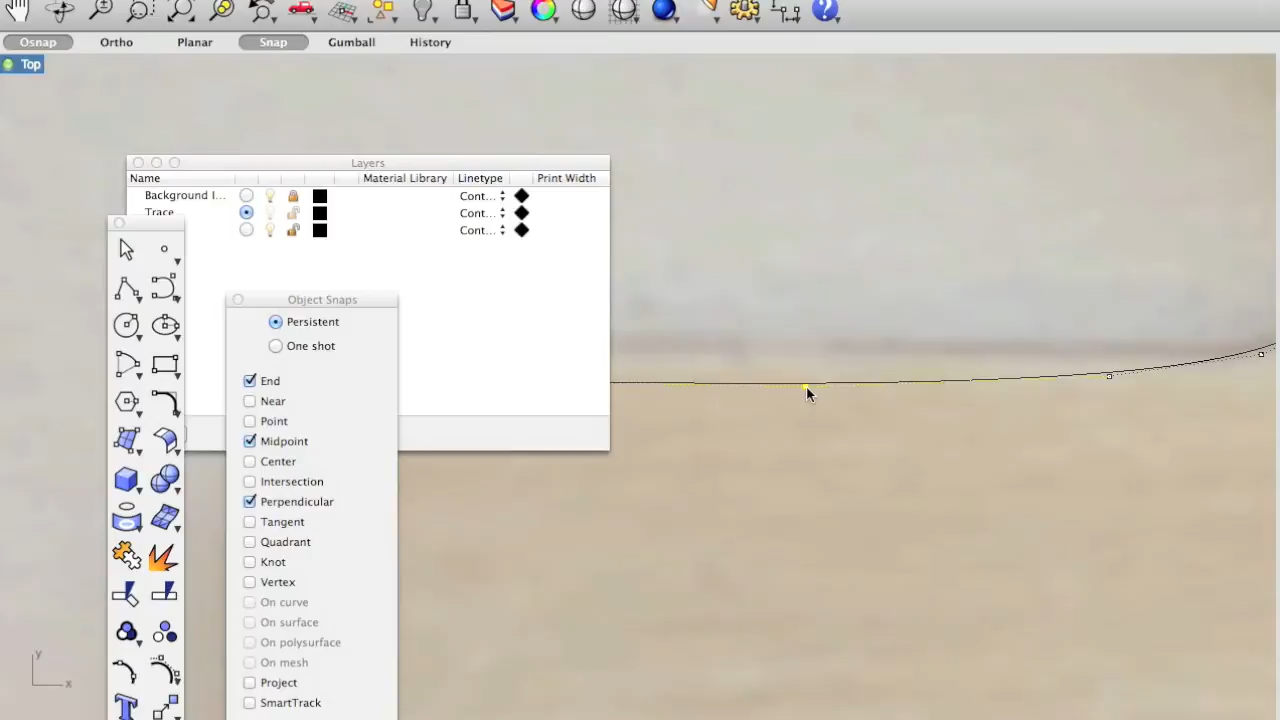 Osnap Ortho Planar Snap Gumball History
Top
Layers
Name Material Library Linetype Print Width
Background I... Cont...
Trace Cont...
Cont...
Object Snaps
Persistent
One shot
End
Near
Point
Midpoint
Center
Intersection
Perpendicular
Tangent
Quadrant
Knot
Vertex
On curve
On surface
On polysurface
On mesh
Project
SmartTrack
y
x